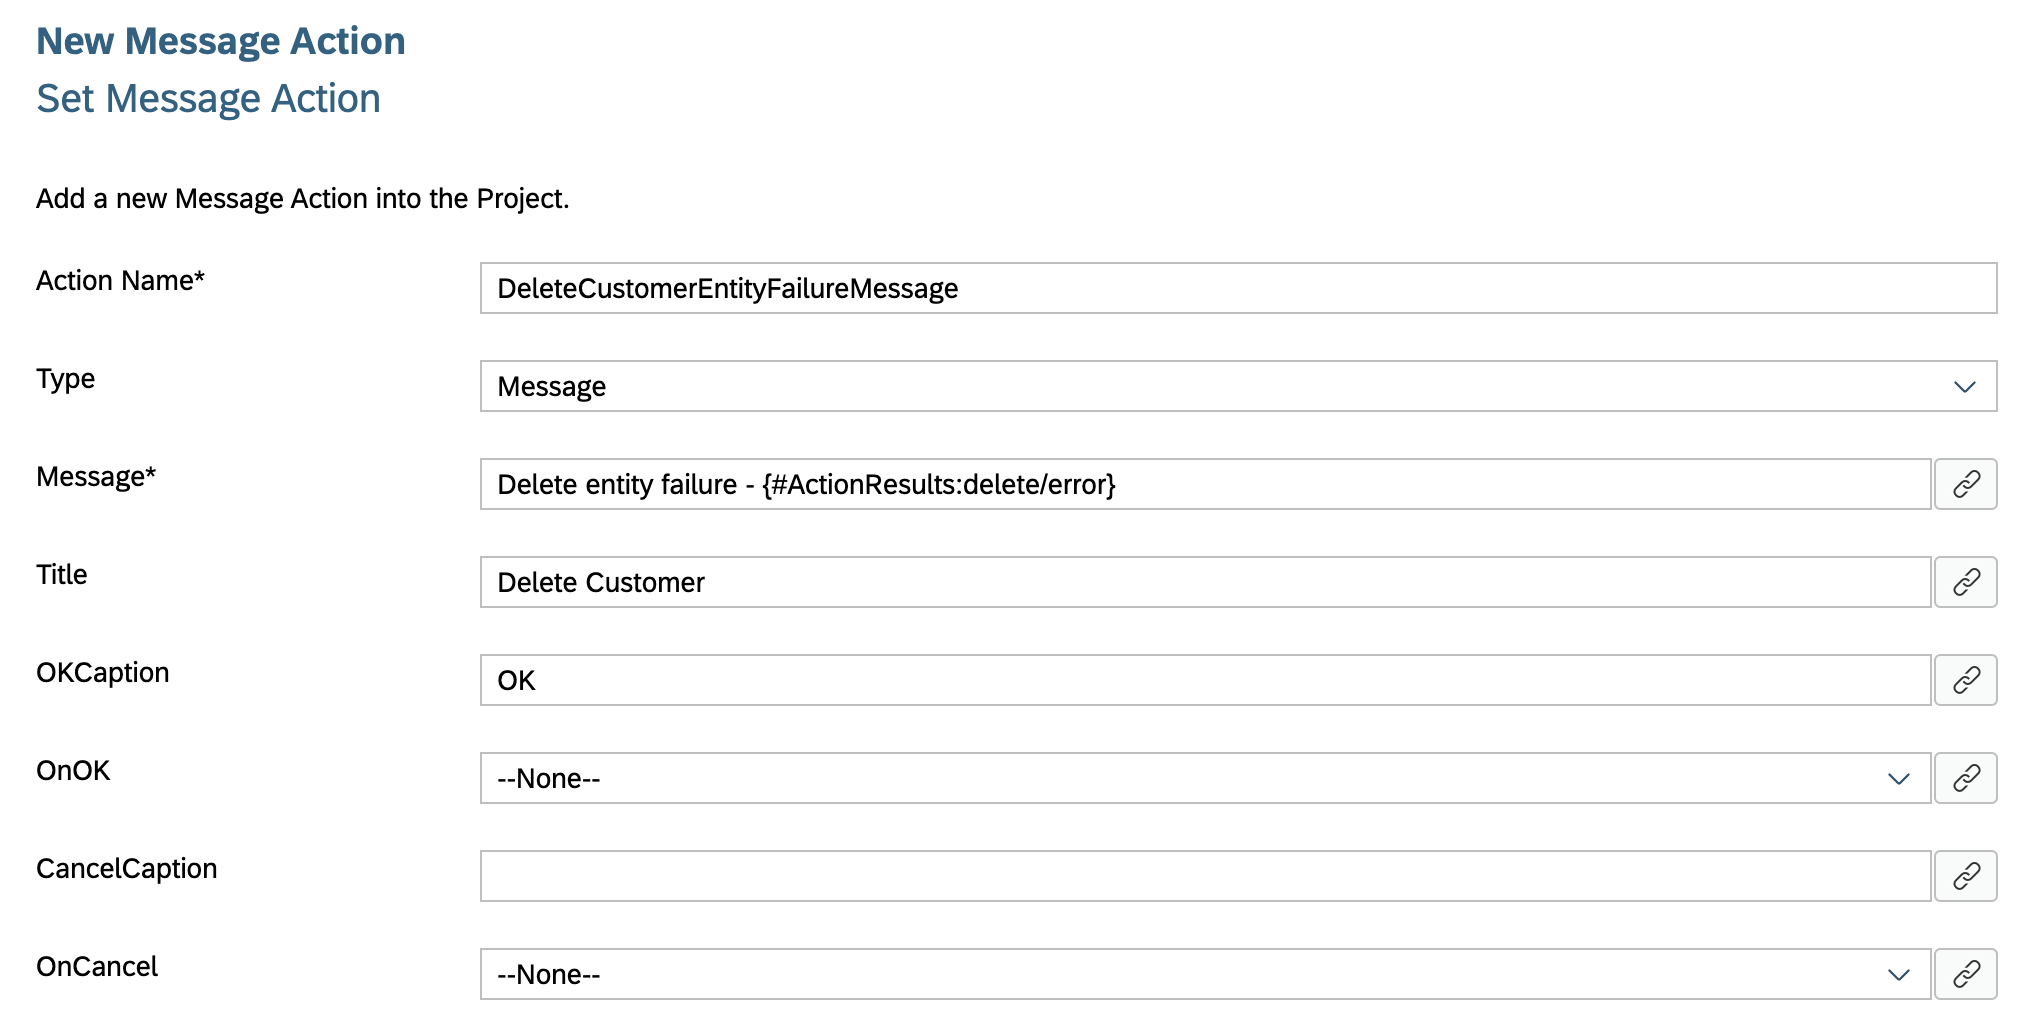 New Message Action
Set Message Action
Add a new Message Action into the Project.
Action Name*
DeleteCustomerEntityFailureMessage
Type
Message
Message*
Delete entity failure - {#ActionResults:delete/error}
Title
Delete Customer
OKCaption
OK
OnOK
--None--
CancelCaption
OnCancel
--None--